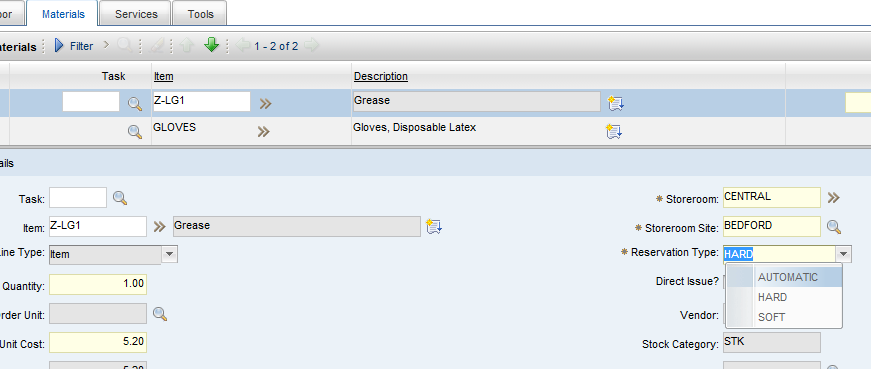 bor Materials Services Tools
aterials Filter 1 - 2 of 2
Task Item Description
Z-LG1 Grease
GLOVES Gloves, Disposable Latex
ails
Task: * Storeroom: CENTRAL
Item: Z-LG1 Grease * Storeroom Site: BEDFORD
ine Type: Item * Reservation Type: HARD
Quantity: 1.00 Direct Issue? AUTOMATIC
HARD
rder Unit: Vendor: SOFT
Unit Cost: 5.20 Stock Category: STK
5.20